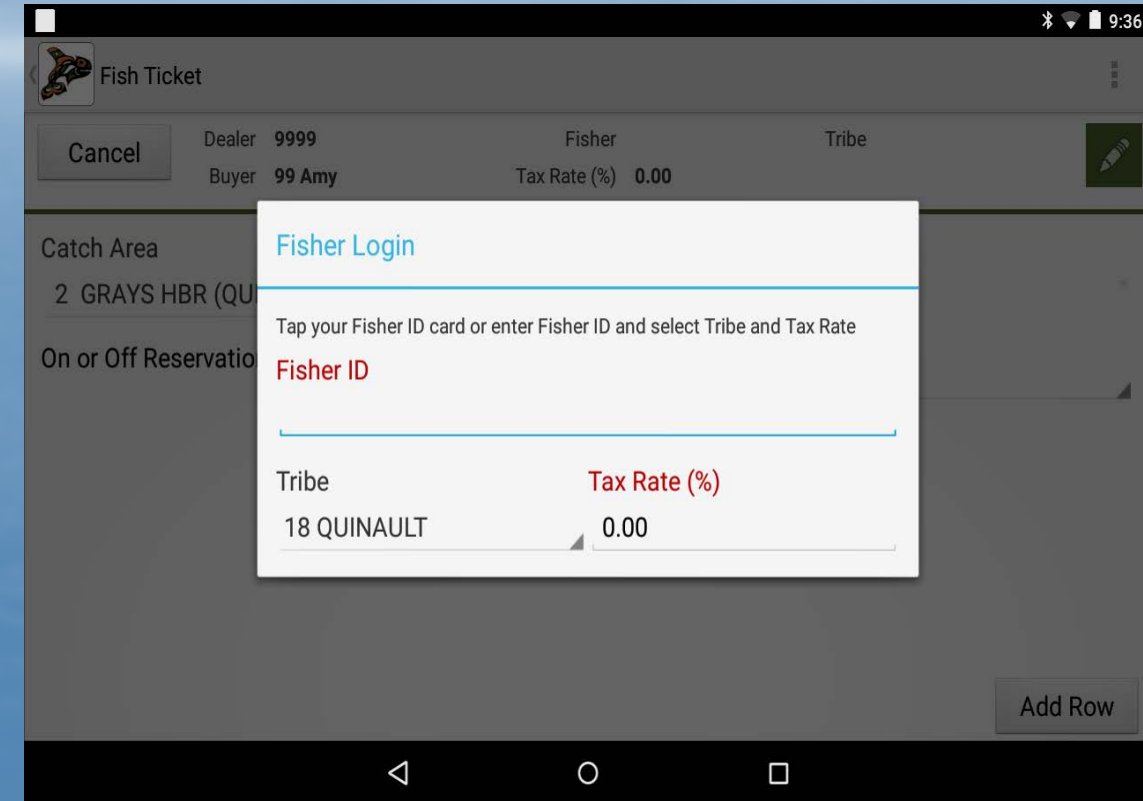 9:36
Fish Ticket
Cancel
Dealer 9999 Fisher Tribe
Buyer 99 Amy Tax Rate (%) 0.00
Catch Area
2 GRAYS HBR (QU
On or Off Reservatio
Fisher Login
Tap your Fisher ID card or enter Fisher ID and select Tribe and Tax Rate
Fisher ID
Tribe Tax Rate (%)
18 QUINAULT 0.00
Add Row